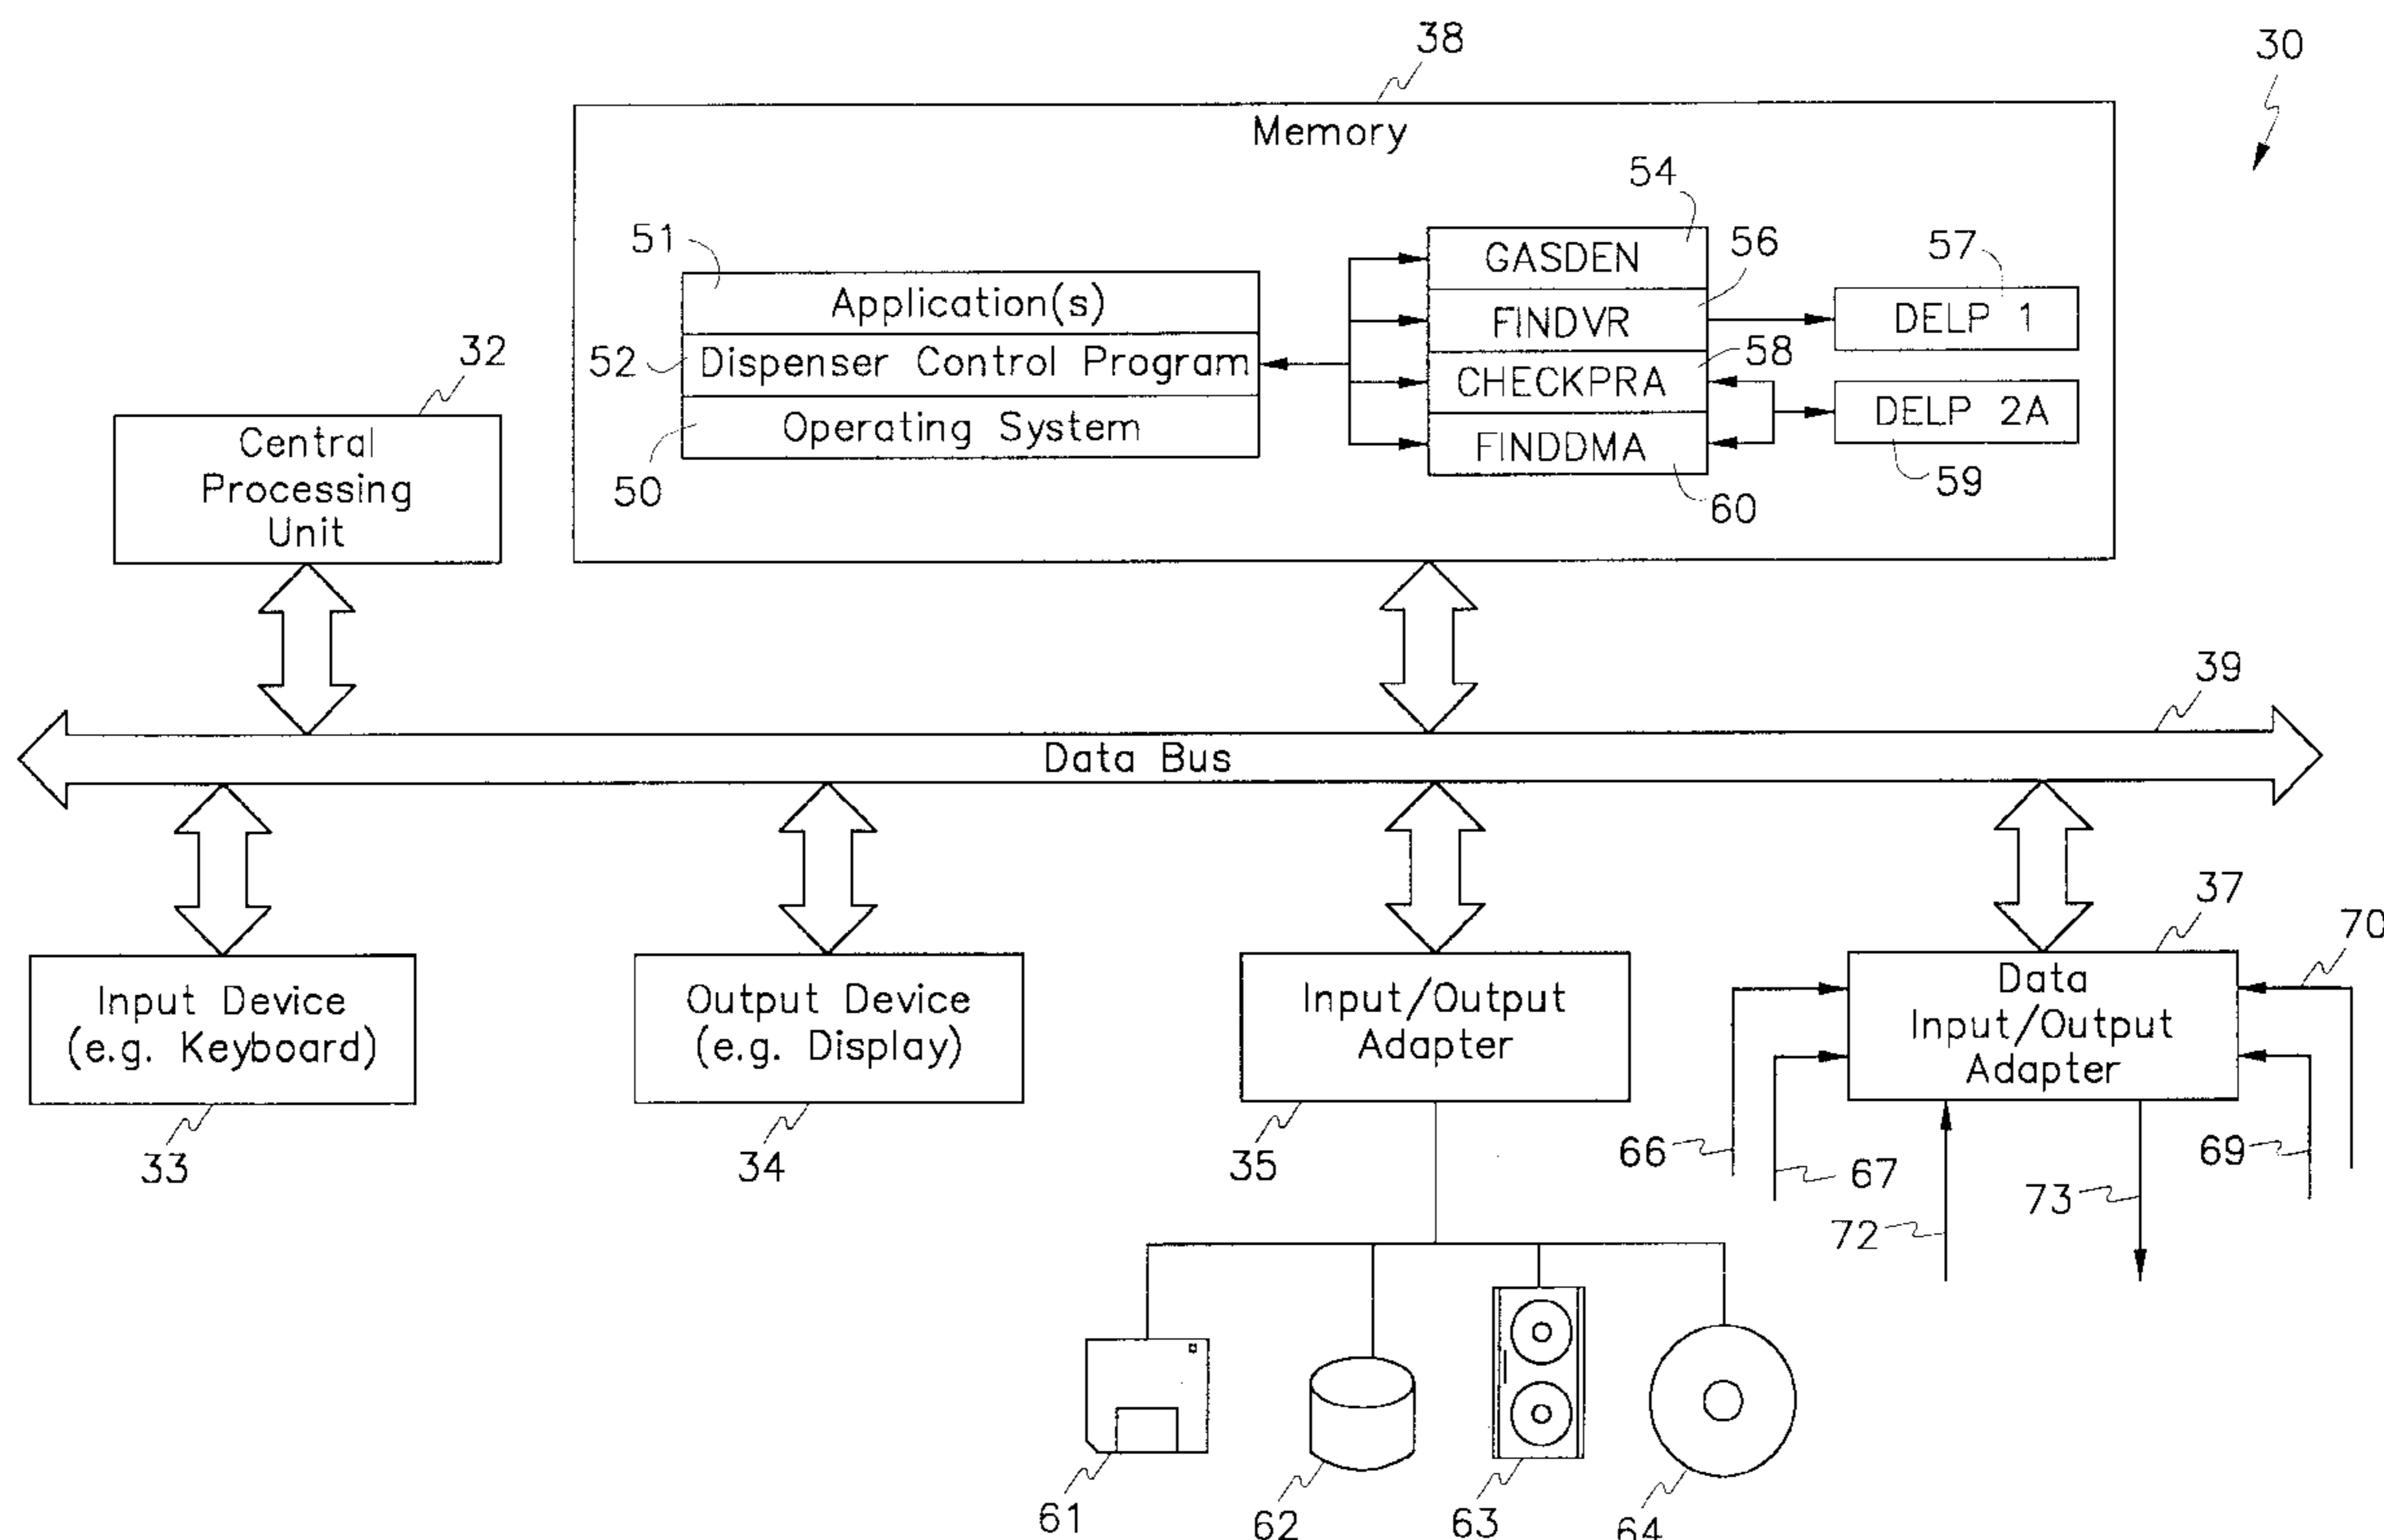 38
30
Memory
54
51
GASDEN
56
57
Application(s)
FINDVR
DELP 1
32
52
Dispenser Control Program
58
CHECKPRA
DELP 2A
Central
Processing
Unit
50
Operating System
FINDDMA
60
59
39
Data Bus
37
70
Input Device
(e.g. Keyboard)
Output Device
(e.g. Display)
Input/Output
Adapter
Data
Input/Output
Adapter
33
34
35
66
67
72
73
69
61
62
63
64